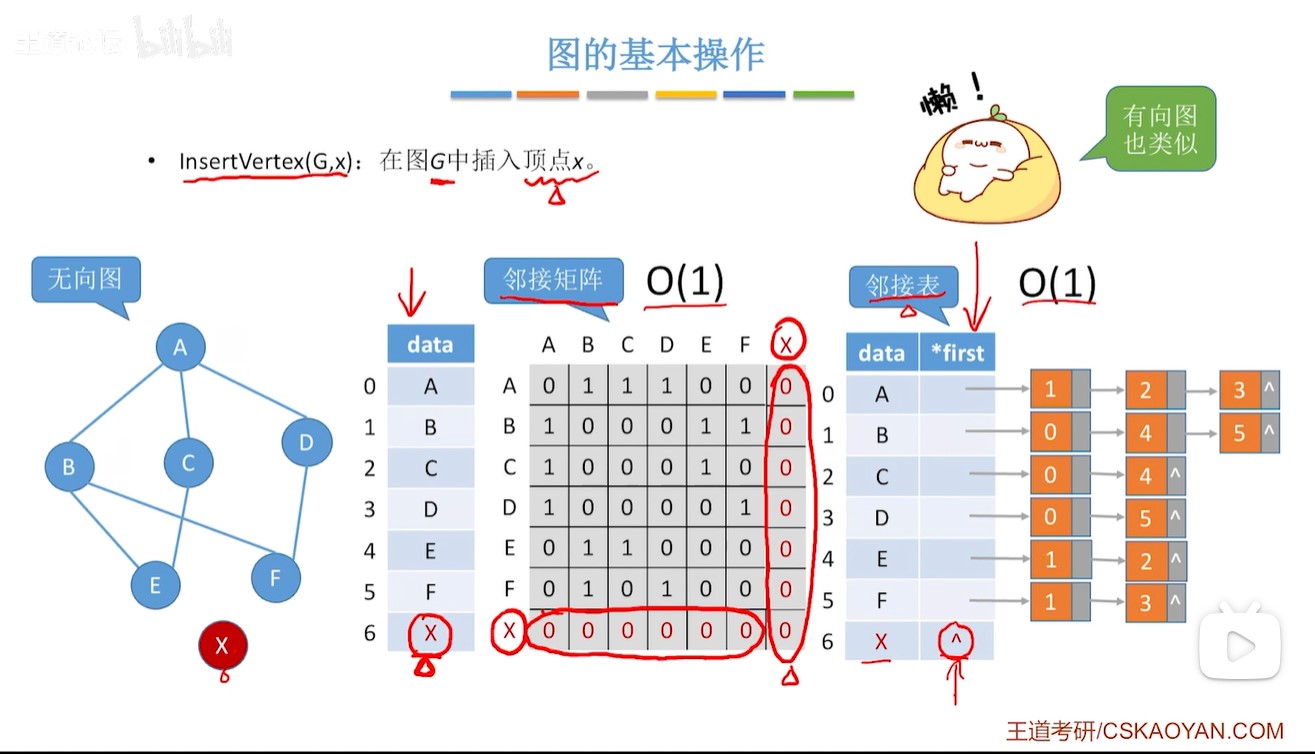 王道论坛 bilibili
图的基本操作
懒！
有向图
也类似
• InsertVertex(G,x)：在图G中插入顶点x。
无向图
A
B
C
D
E
F
X
data
0 A
1 B
2 C
3 D
4 E
5 F
6 X
邻接矩阵 O(1)
A B C D E F X
A 0 1 1 1 0 0 0
B 1 0 0 0 1 1 0
C 1 0 0 0 1 0 0
D 1 0 0 0 0 1 0
E 0 1 1 0 0 0 0
F 0 1 0 1 0 0 0
X 0 0 0 0 0 0 0
邻接表 O(1)
data *first
0 A 1 2 3 ^
1 B 0 4 5 ^
2 C 0 4 ^
3 D 0 5 ^
4 E 1 2 ^
5 F 1 3 ^
6 X ^
王道考研/CSKAOYAN.COM